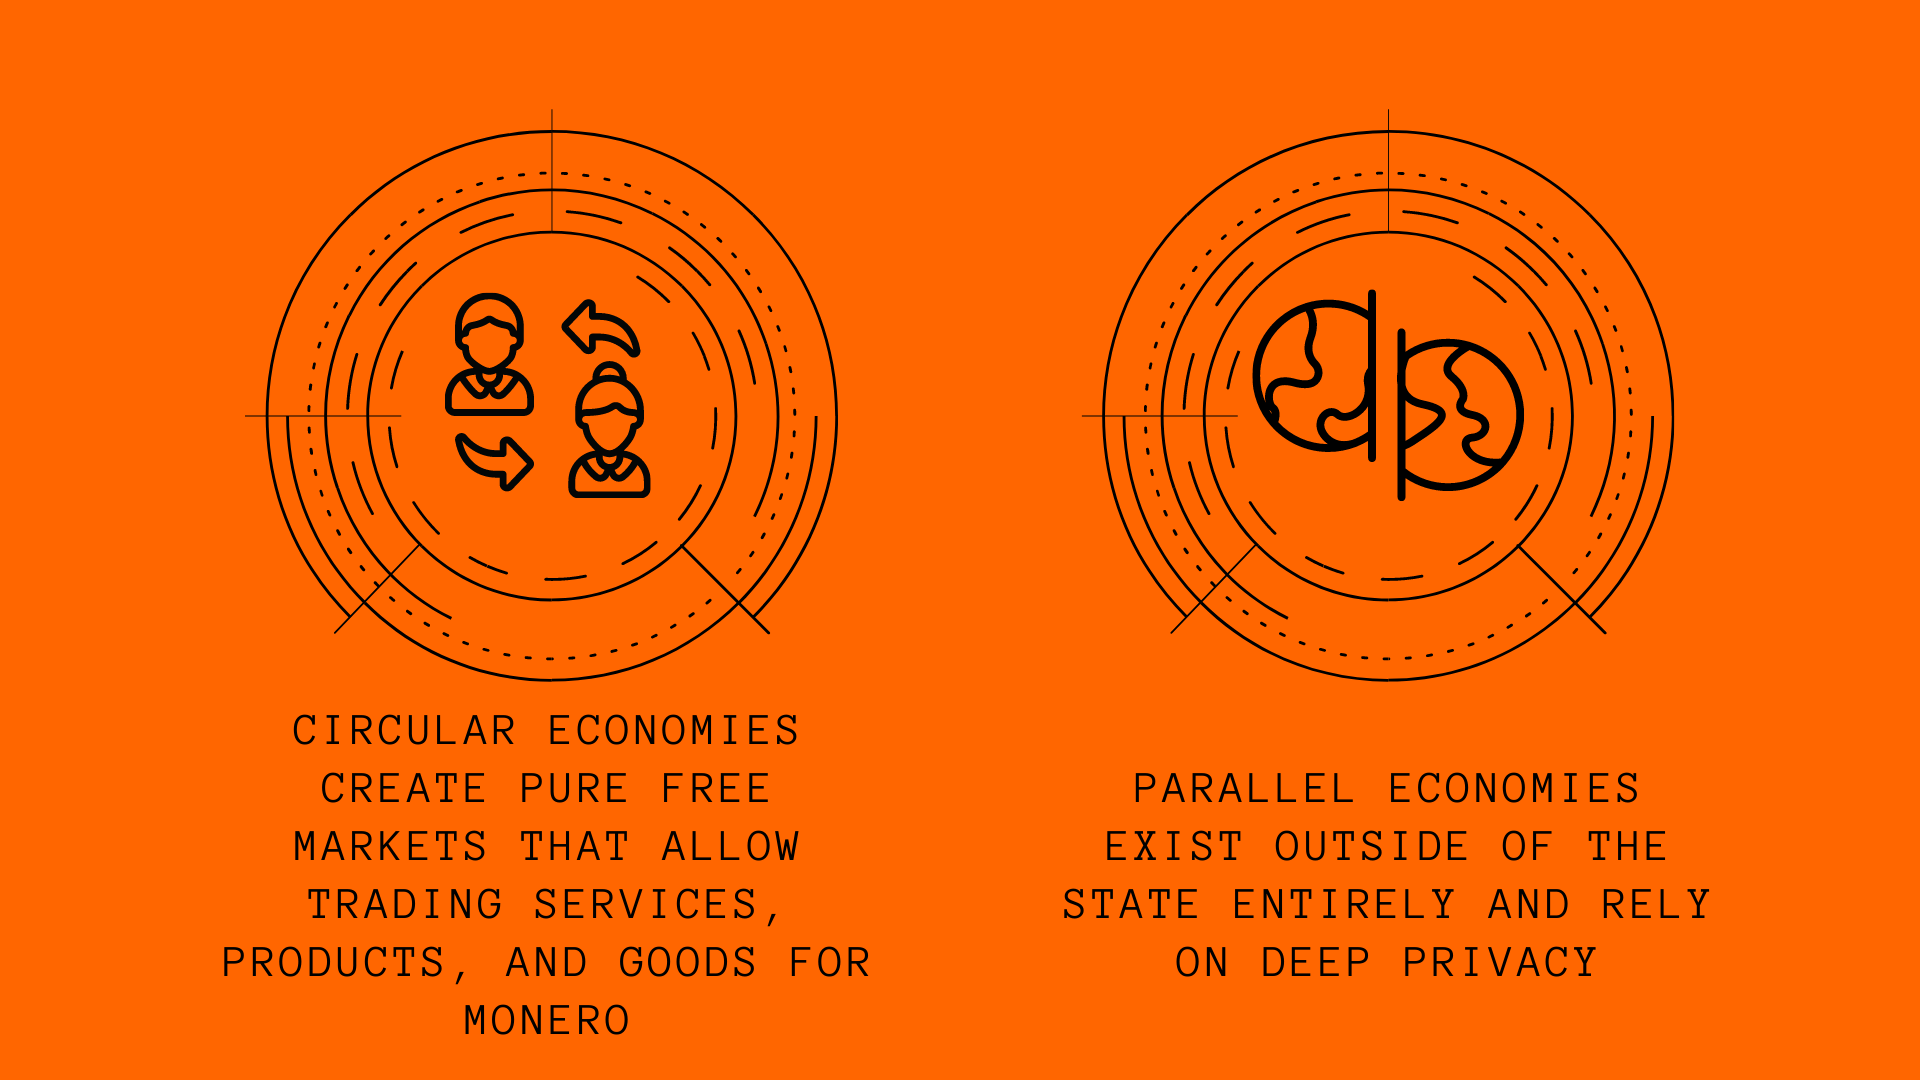 CIRCULAR ECONOMIES
CREATE PURE FREE
MARKETS THAT ALLOW
TRADING SERVICES,
PRODUCTS, AND GOODS FOR
MONERO
PARALLEL ECONOMIES
EXIST OUTSIDE OF THE
STATE ENTIRELY AND RELY
ON DEEP PRIVACY